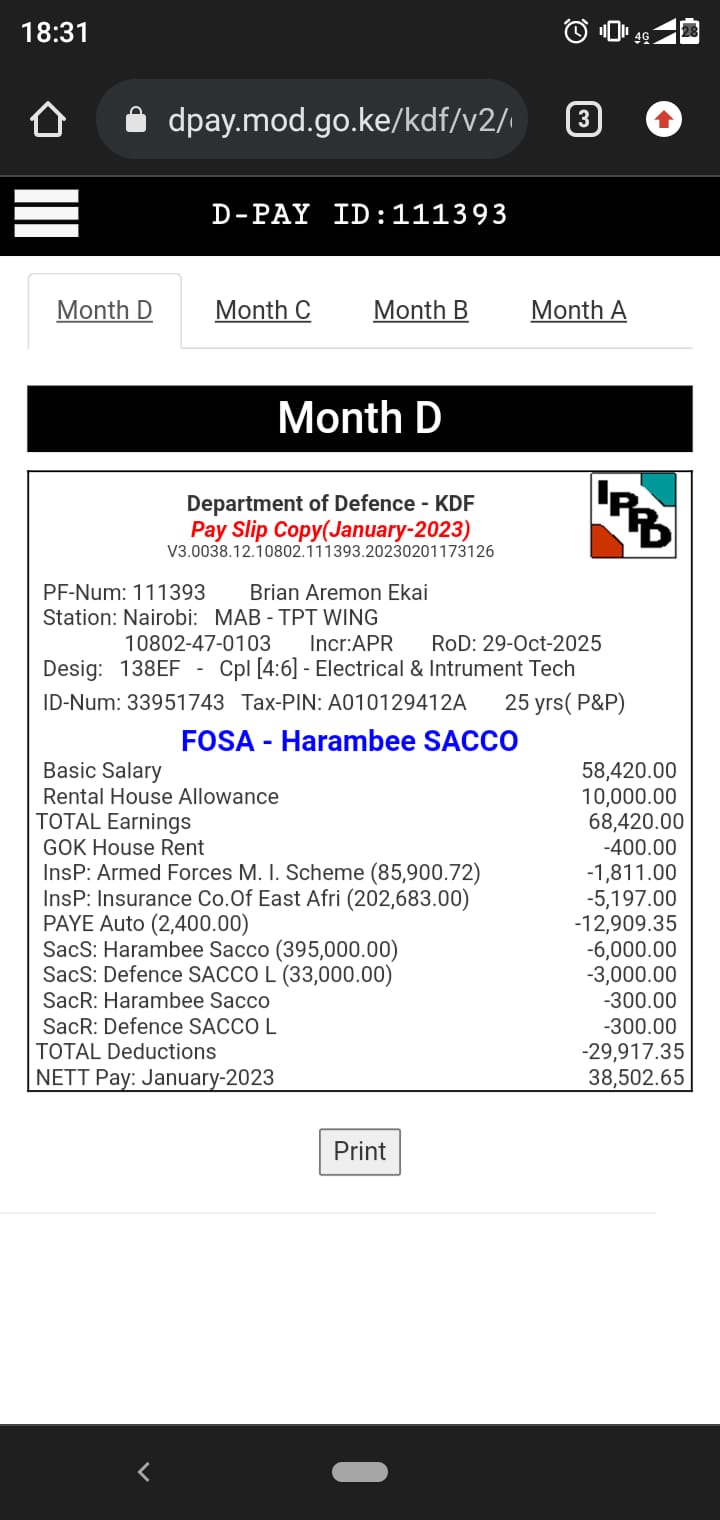 18:31
4G 28
dpay.mod.go.ke/kdf/v2/
3
D-PAY ID:111393
Month D Month C Month B Month A
Month D
IPPD
Department of Defence - KDF
Pay Slip Copy(January-2023)
V3.0038.12.10802.111393.20230201173126
PF-Num: 111393 Brian Aremon Ekai
Station: Nairobi: MAB - TPT WING
10802-47-0103 Incr:APR RoD: 29-Oct-2025
Desig: 138EF - Cpl [4:6] - Electrical & Intrument Tech
ID-Num: 33951743 Tax-PIN: A010129412A 25 yrs( P&P)
FOSA - Harambee SACCO
Basic Salary 58,420.00
Rental House Allowance 10,000.00
TOTAL Earnings 68,420.00
GOK House Rent -400.00
InsP: Armed Forces M. I. Scheme (85,900.72) -1,811.00
InsP: Insurance Co.Of East Afri (202,683.00) -5,197.00
PAYE Auto (2,400.00) -12,909.35
SacS: Harambee Sacco (395,000.00) -6,000.00
SacS: Defence SACCO L (33,000.00) -3,000.00
SacR: Harambee Sacco -300.00
SacR: Defence SACCO L -300.00
TOTAL Deductions -29,917.35
NETT Pay: January-2023 38,502.65
Print